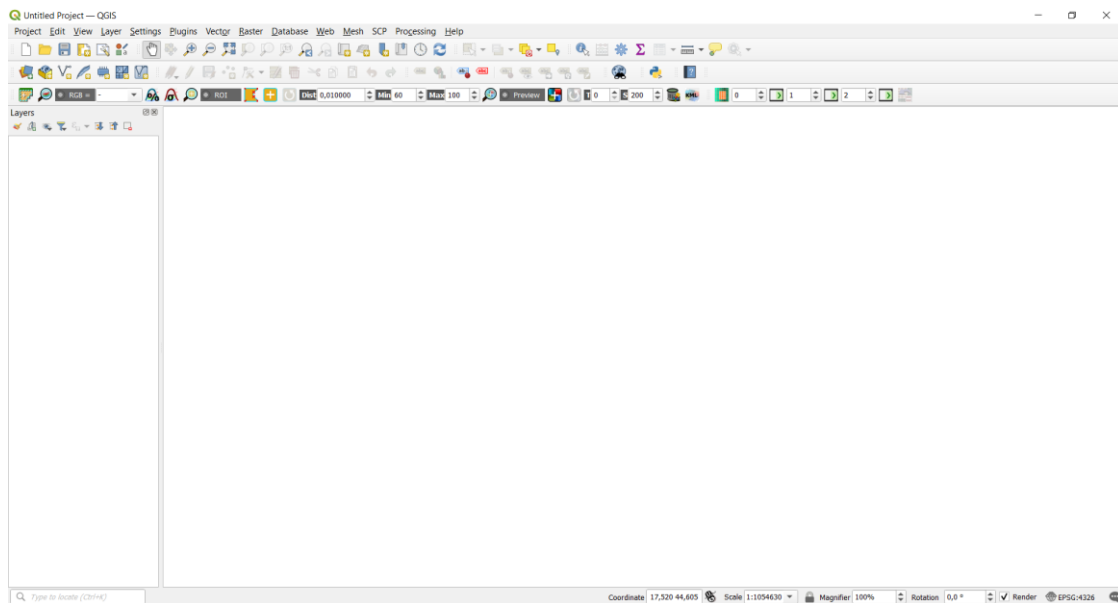 Untitled Project — QGIS
Project Edit View Layer Settings Plugins Vector Raster Database Web Mesh SCP Processing Help
RGB = - ROI Dist 0,010000 Min 60 Max 100 Preview T 0 S 200 KML 0 1 2
Layers
Type to locate (Ctrl+K) Coordinate 17,520 44,605 Scale 1:1054630 Magnifier 100% Rotation 0,0 ° Render EPSG:4326